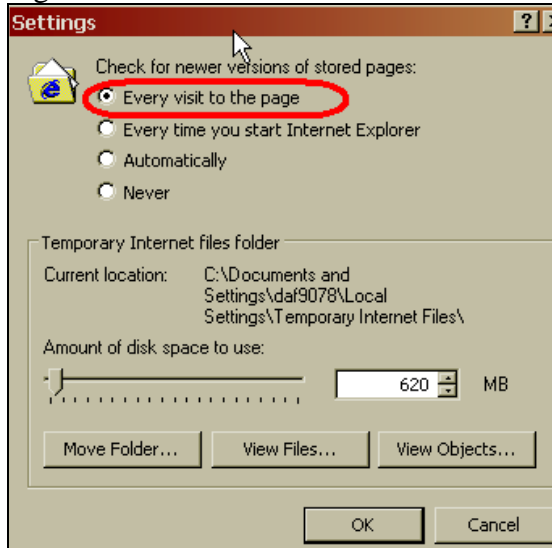 Settings
Check for newer versions of stored pages:
Every visit to the page
Every time you start Internet Explorer
Automatically
Never
Temporary Internet files folder
Current location: C:\Documents and
Settings\daf9078\Local
Settings\Temporary Internet Files\
Amount of disk space to use:
620 MB
Move Folder... View Files... View Objects...
OK Cancel